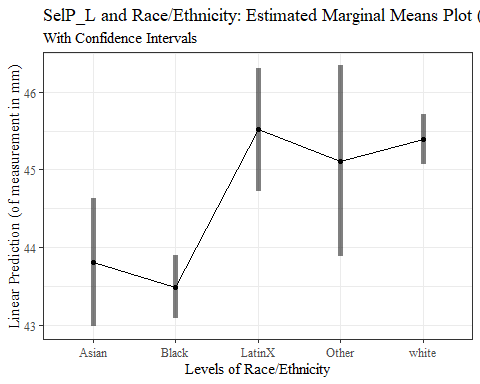 SelP_L and Race/Ethnicity: Estimated Marginal Means Plot (
With Confidence Intervals
Linear Prediction (of measurement in mm)
46
45
44
43
Asian Black LatinX Other white
Levels of Race/Ethnicity